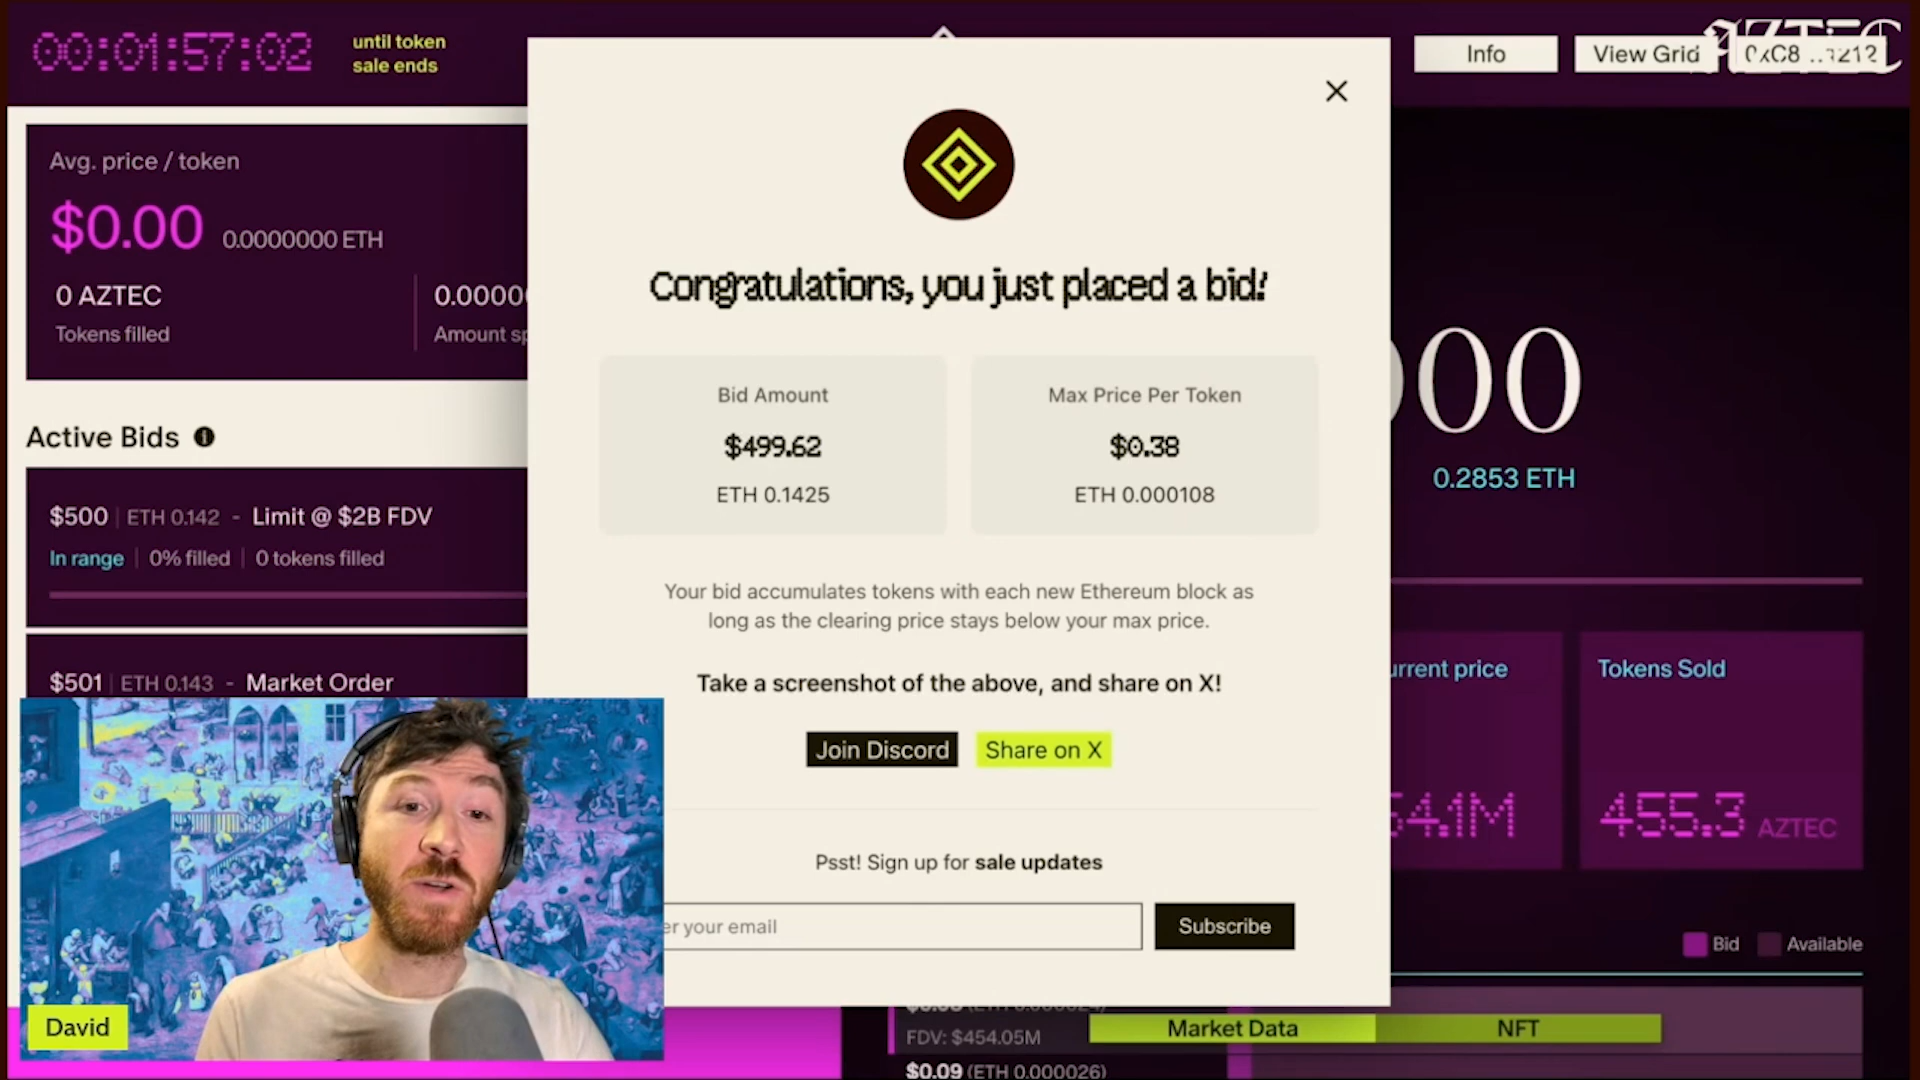 00:01:57:02
until token
sale ends
Info
View Grid
AZTEC
Avg. price / token
$0.00 0.0000000 ETH
0 AZTEC
Tokens filled
Active Bids
$500 | ETH 0.142 - Limit @ $2B FDV
In range | 0% filled | 0 tokens filled
$501 | ETH 0.143 - Market Order
David
Congratulations, you just placed a bid!
Bid Amount
$499.62
ETH 0.1425
Max Price Per Token
$0.38
ETH 0.000108
Your bid accumulates tokens with each new Ethereum block as
long as the clearing price stays below your max price.
Take a screenshot of the above, and share on X!
Join Discord
Share on X
Psst! Sign up for sale updates
your email
Subscribe
0.2853 ETH
price
Tokens Sold
455.3 AZTEC
Bid
Available
FDV: $454.05M
Market Data
NFT
$0.09 (ETH 0.000026)